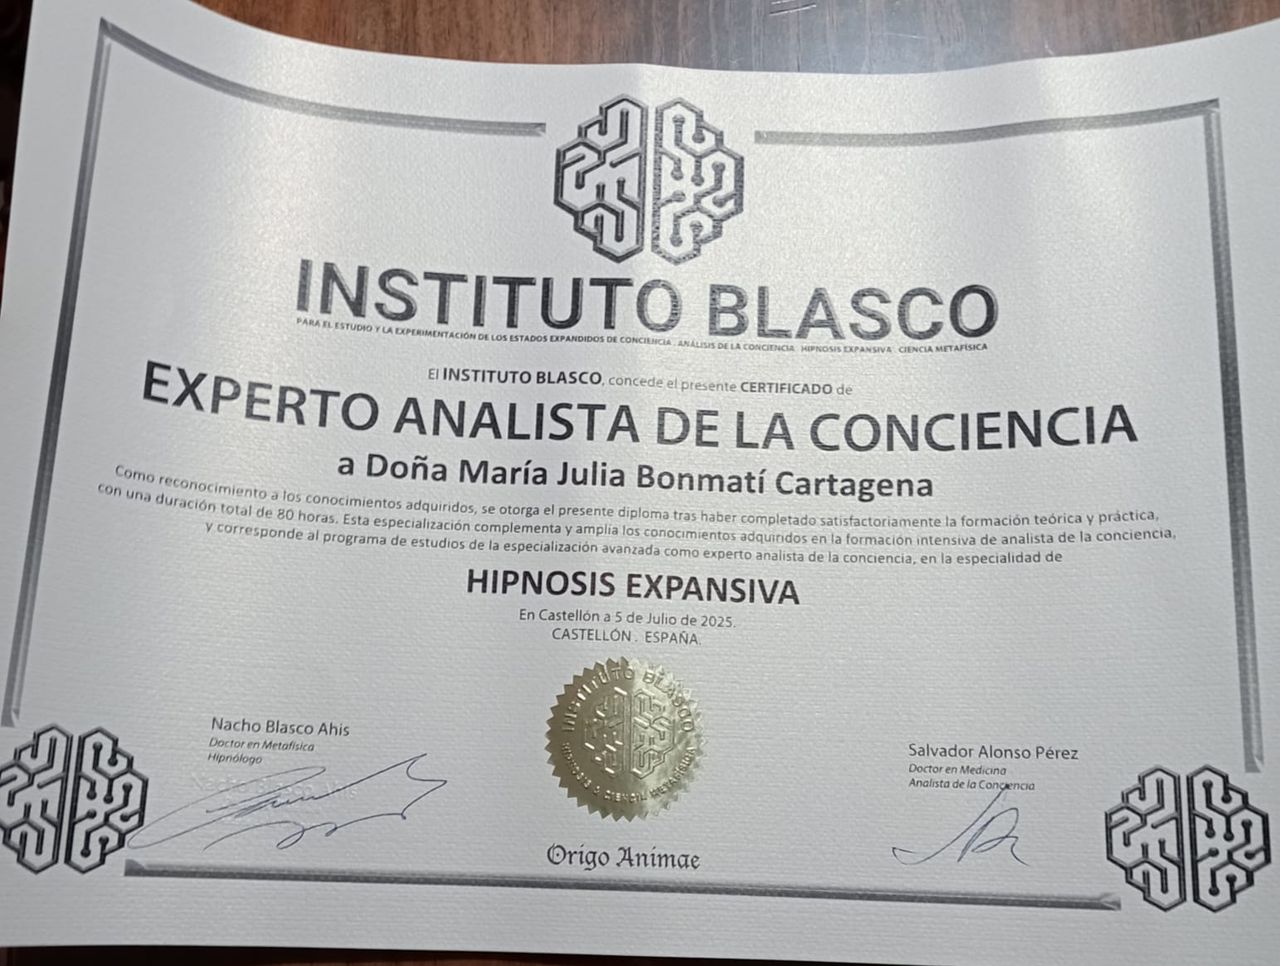 INSTITUTO BLASCO
PARA EL ESTUDIO Y LA EXPERIMENTACIÓN DE LOS ESTADOS EXPANDIDOS DE CONCIENCIA . ANÁLISIS DE LA CONCIENCIA . HIPNOSIS EXPANSIVA . CIENCIA METAFÍSICA
El INSTITUTO BLASCO, concede el presente CERTIFICADO de
EXPERTO ANALISTA DE LA CONCIENCIA
a Doña María Julia Bonmatí Cartagena
Como reconocimiento a los conocimientos adquiridos, se otorga el presente diploma tras haber completado satisfactoriamente la formación teórica y práctica,
con una duración total de 80 horas. Esta especialización complementa y amplia los conocimientos adquiridos en la formación intensiva de analista de la conciencia,
y corresponde al programa de estudios de la especialización avanzada como experto analista de la conciencia, en la especialidad de
HIPNOSIS EXPANSIVA
En Castellón a 5 de Julio de 2025.
CASTELLÓN . ESPAÑA.
INSTITUTO BLASCO
HIPNOSIS & CIENCIA METAFÍSICA
Nacho Blasco Ahis
Doctor en Metafísica
Hipnólogo
Salvador Alonso Pérez
Doctor en Medicina
Analista de la Conciencia
Origo Animae